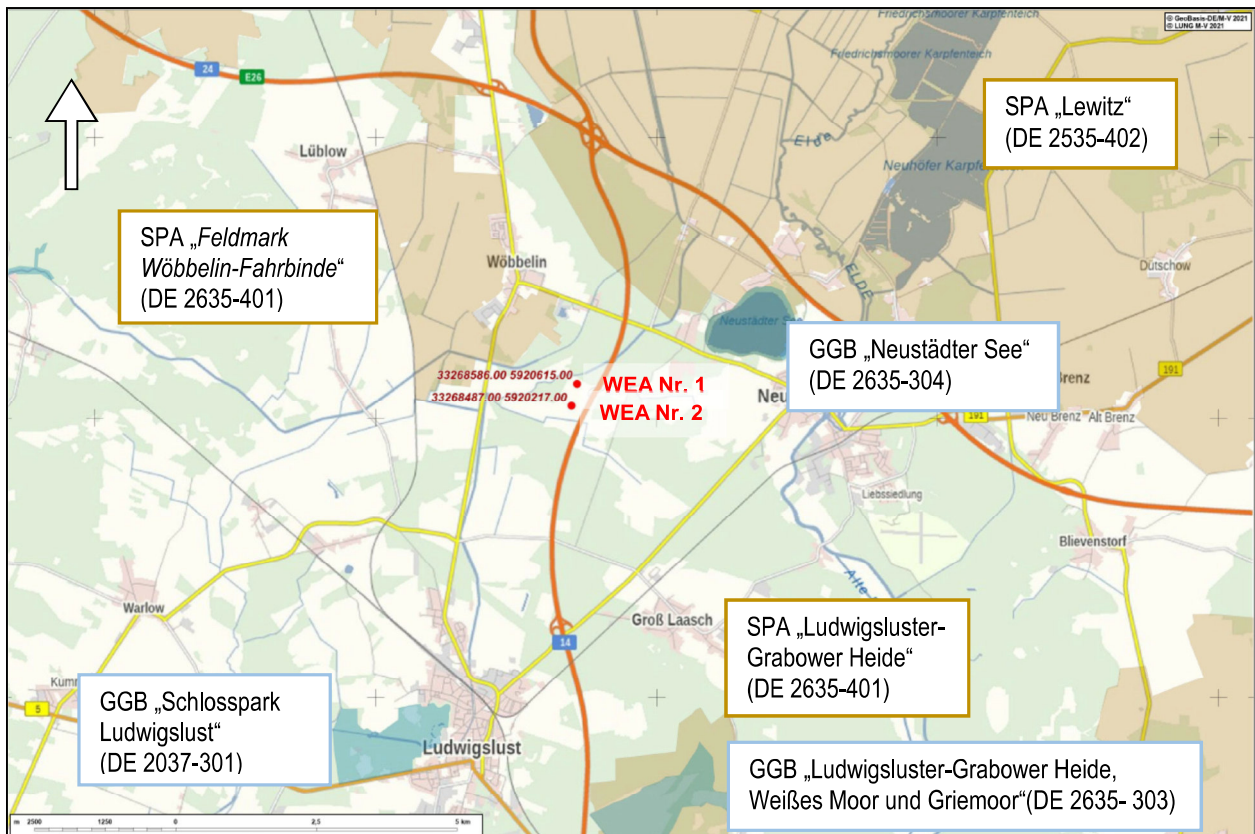 © GeoBasis-DE/M-V 2021
© LUNG M-V 2021
Friedrichsmoorer Karpfenteich
Friedrichsmoorer Karpfenteich
24
E26
SPA „Lewitz“
(DE 2535-402)
Elde
Lüblow
Neuhöfer Karpfenteich
SPA „Feldmark
Wöbbelin-Fahrbinde“
(DE 2635-401)
Wöbbelin
ELDE
Dütschow
Neustädter See
GGB „Neustädter See“
(DE 2635-304)
33268586.00 5920615.00
WEA Nr. 1
33268487.00 5920217.00
WEA Nr. 2
191
Neu
Brenz
191
Neu Brenz
Alt Brenz
Liebssiedlung
Blievenstorf
Alte
Warlow
Groß Laasch
14
SPA „Ludwigsluster-
Grabower Heide“
(DE 2635-401)
Kumm
5
GGB „Schlosspark
Ludwigslust“
(DE 2037-301)
Ludwigslust
GGB „Ludwigsluster-Grabower Heide,
Weißes Moor und Griemoor“(DE 2635- 303)
m 2500 1250 0 2,5 5 km